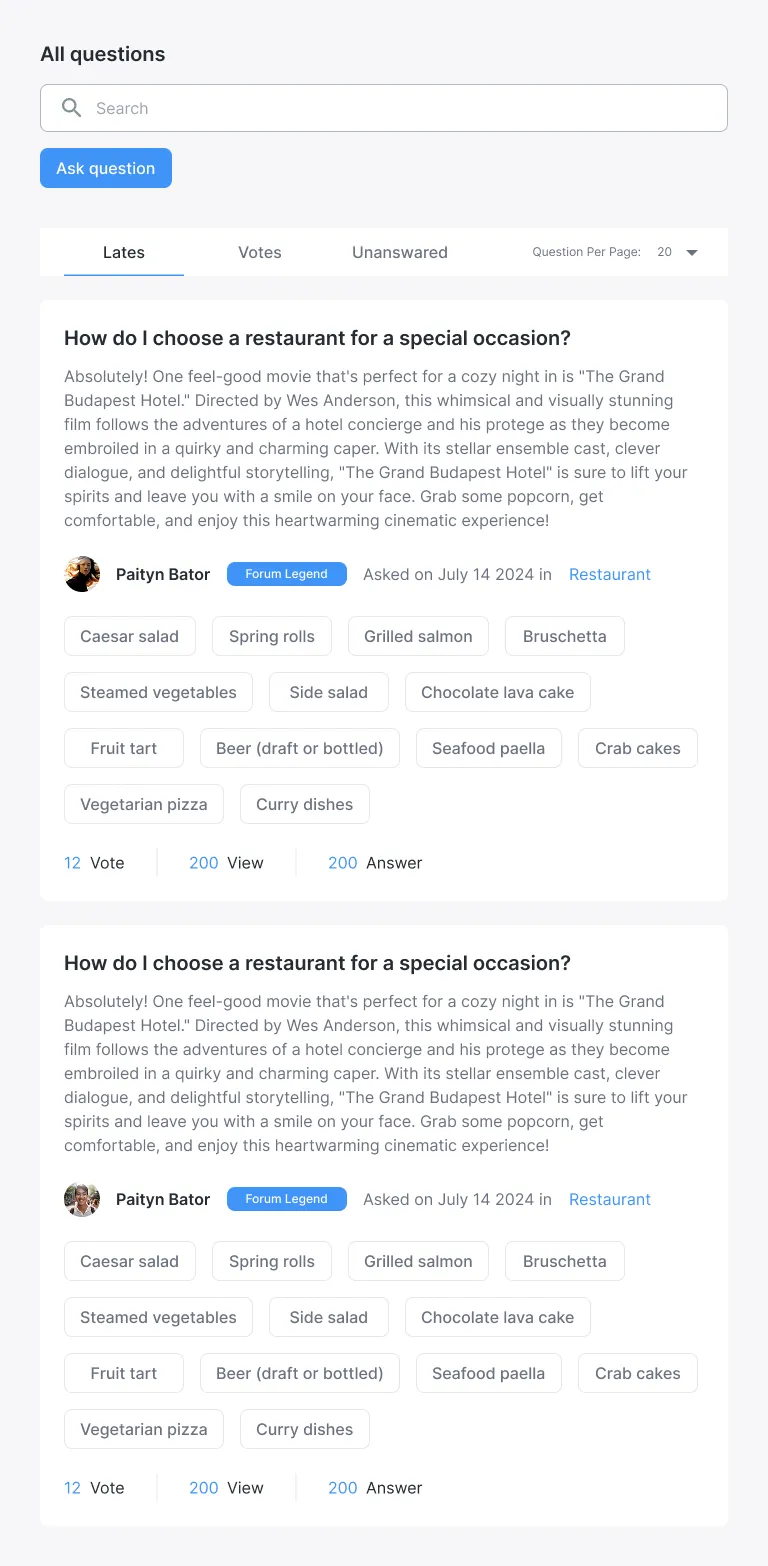 All questions
Search
Ask question
Lates Votes Unanswared Question Per Page: 20
How do I choose a restaurant for a special occasion?
Absolutely! One feel-good movie that's perfect for a cozy night in is "The Grand
Budapest Hotel." Directed by Wes Anderson, this whimsical and visually stunning
film follows the adventures of a hotel concierge and his protege as they become
embroiled in a quirky and charming caper. With its stellar ensemble cast, clever
dialogue, and delightful storytelling, "The Grand Budapest Hotel" is sure to lift your
spirits and leave you with a smile on your face. Grab some popcorn, get
comfortable, and enjoy this heartwarming cinematic experience!
Paityn Bator Forum Legend Asked on July 14 2024 in Restaurant
Caesar salad Spring rolls Grilled salmon Bruschetta
Steamed vegetables Side salad Chocolate lava cake
Fruit tart Beer (draft or bottled) Seafood paella Crab cakes
Vegetarian pizza Curry dishes
12 Vote 200 View 200 Answer
How do I choose a restaurant for a special occasion?
Absolutely! One feel-good movie that's perfect for a cozy night in is "The Grand
Budapest Hotel." Directed by Wes Anderson, this whimsical and visually stunning
film follows the adventures of a hotel concierge and his protege as they become
embroiled in a quirky and charming caper. With its stellar ensemble cast, clever
dialogue, and delightful storytelling, "The Grand Budapest Hotel" is sure to lift your
spirits and leave you with a smile on your face. Grab some popcorn, get
comfortable, and enjoy this heartwarming cinematic experience!
Paityn Bator Forum Legend Asked on July 14 2024 in Restaurant
Caesar salad Spring rolls Grilled salmon Bruschetta
Steamed vegetables Side salad Chocolate lava cake
Fruit tart Beer (draft or bottled) Seafood paella Crab cakes
Vegetarian pizza Curry dishes
12 Vote 200 View 200 Answer